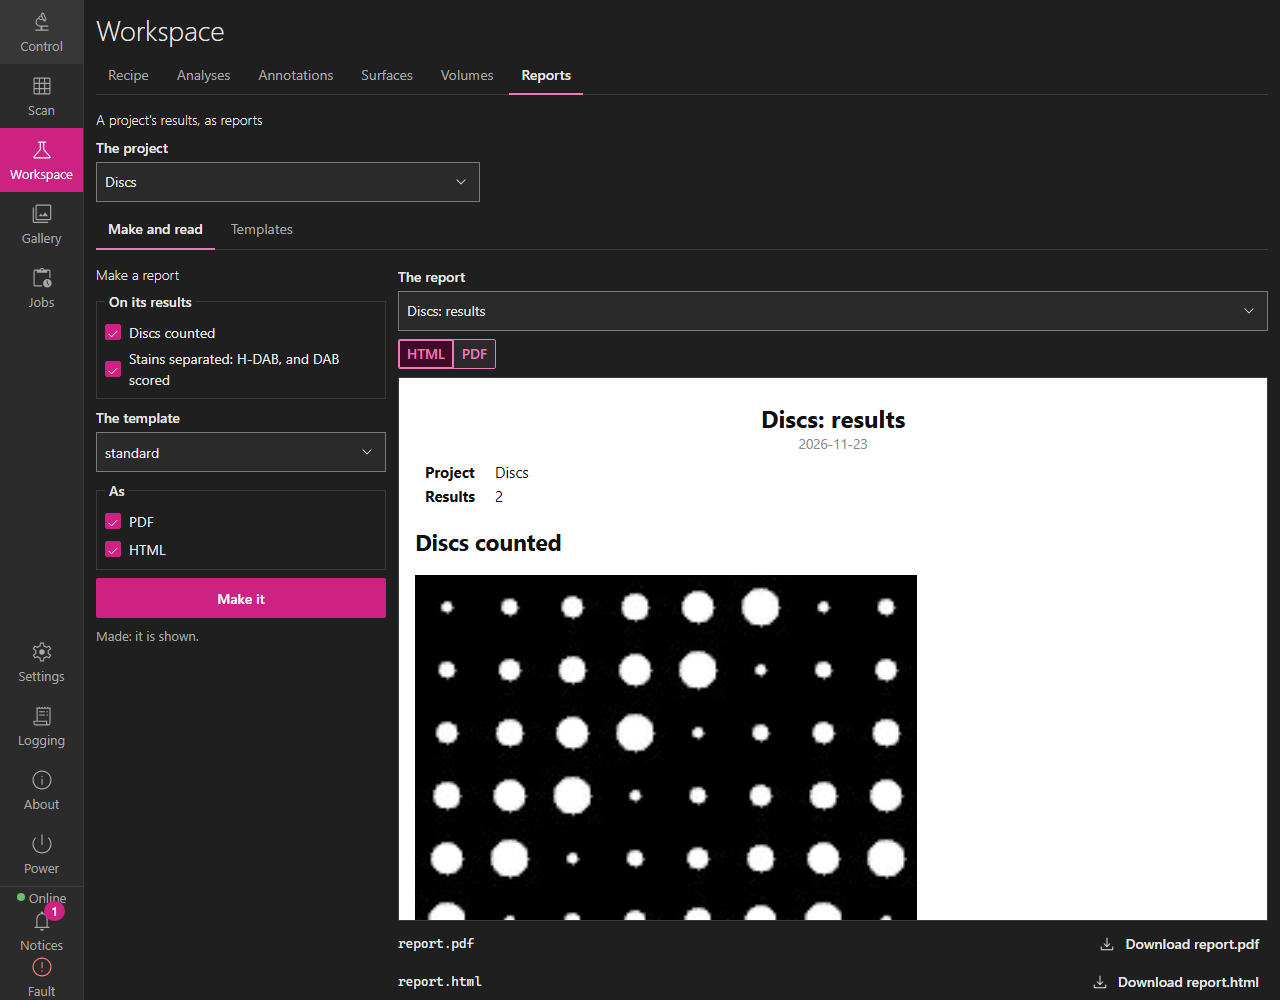 Control
Scan
Workspace
Gallery
Jobs
Settings
Logging
About
Power
Online
1
Notices
Fault
Workspace
Recipe
Analyses
Annotations
Surfaces
Volumes
Reports
A project's results, as reports
The project
Discs
Make and read
Templates
Make a report
On its results
Discs counted
Stains separated: H-DAB, and DAB
scored
The template
standard
As
PDF
HTML
Make it
Made: it is shown.
The report
Discs: results
HTML
PDF
Discs: results
2026-11-23
Project Discs
Results 2
Discs counted
report.pdf
Download report.pdf
report.html
Download report.html